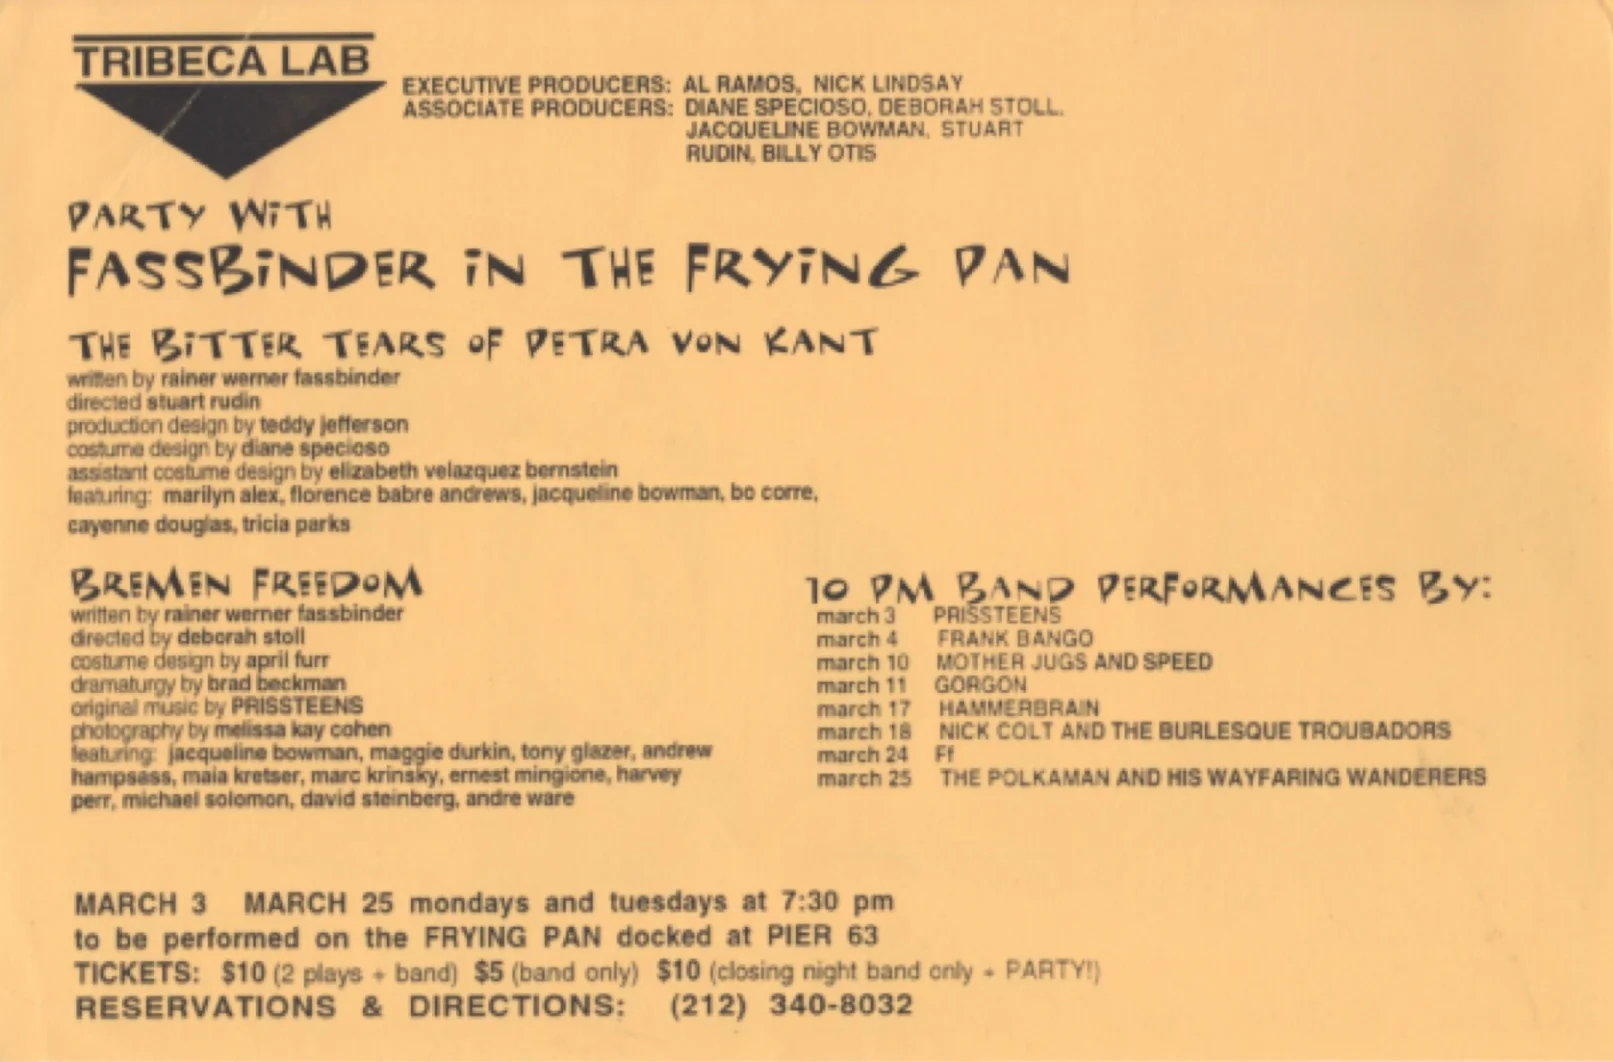 TRIBECA LAB
EXECUTIVE PRODUCERS: AL RAMOS, NICK LINDSAY
ASSOCIATE PRODUCERS: DIANE SPECIOSO, DEBORAH STOLL.
JACQUELINE BOWMAN, STUART
RUDIN, BILLY OTIS
PARTY WITH
FASSBINDER IN THE FRYING PAN
THE BITTER TEARS OF PETRA VON KANT
written by rainer werner fassbinder
directed stuart rudin
production design by teddy jefferson
costume design by diane specioso
assistant costume design by elizabeth velazquez bernstein
featuring: marilyn alex, florence babre andrews, jacqueline bowman, bo corre,
cayenne douglas, tricia parks
BREMEN FREEDOM
written by rainer werner fassbinder
directed by deborah stoll
costume design by april furr
dramaturgy by brad beckman
original music by PRISSTEENS
photography by melissa kay cohen
featuring: jacqueline bowman, maggie durkin, tony glazer, andrew
hampsass, maia kretser, marc krinsky, ernest mingione, harvey
perr, michael solomon, david steinberg, andre ware
10 PM BAND PERFORMANCES BY:
march 3 PRISSTEENS
march 4 FRANK BANGO
march 10 MOTHER JUGS AND SPEED
march 11 GORGON
march 17 HAMMERBRAIN
march 18 NICK COLT AND THE BURLESQUE TROUBADORS
march 24 Ff
march 25 THE POLKAMAN AND HIS WAYFARING WANDERERS
MARCH 3 MARCH 25 mondays and tuesdays at 7:30 pm
to be performed on the FRYING PAN docked at PIER 63
TICKETS: $10 (2 plays + band) $5 (band only) $10 (closing night band only + PARTY!)
RESERVATIONS & DIRECTIONS: (212) 340-8032